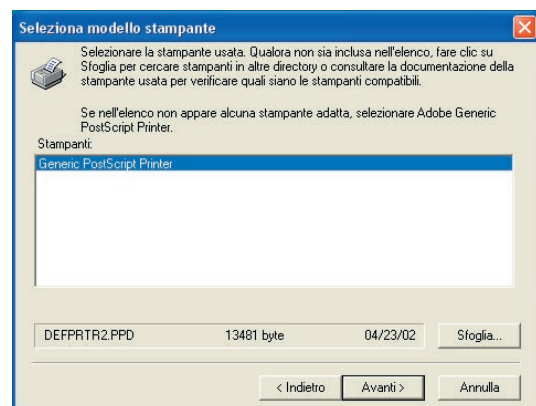 Seleziona modello stampante
Selezionare la stampante usata. Qualora non sia inclusa nell'elenco, fare clic su
Sfoglia per cercare stampanti in altre directory o consultare la documentazione della
stampante usata per verificare quali siano le stampanti compatibili.
Se nell'elenco non appare alcuna stampante adatta, selezionare Adobe Generic
PostScript Printer.
Stampanti:
Generic PostScript Printer
DEFPRTR2.PPD 13481 byte 04/23/02 Sfoglia...
< Indietro Avanti > Annulla